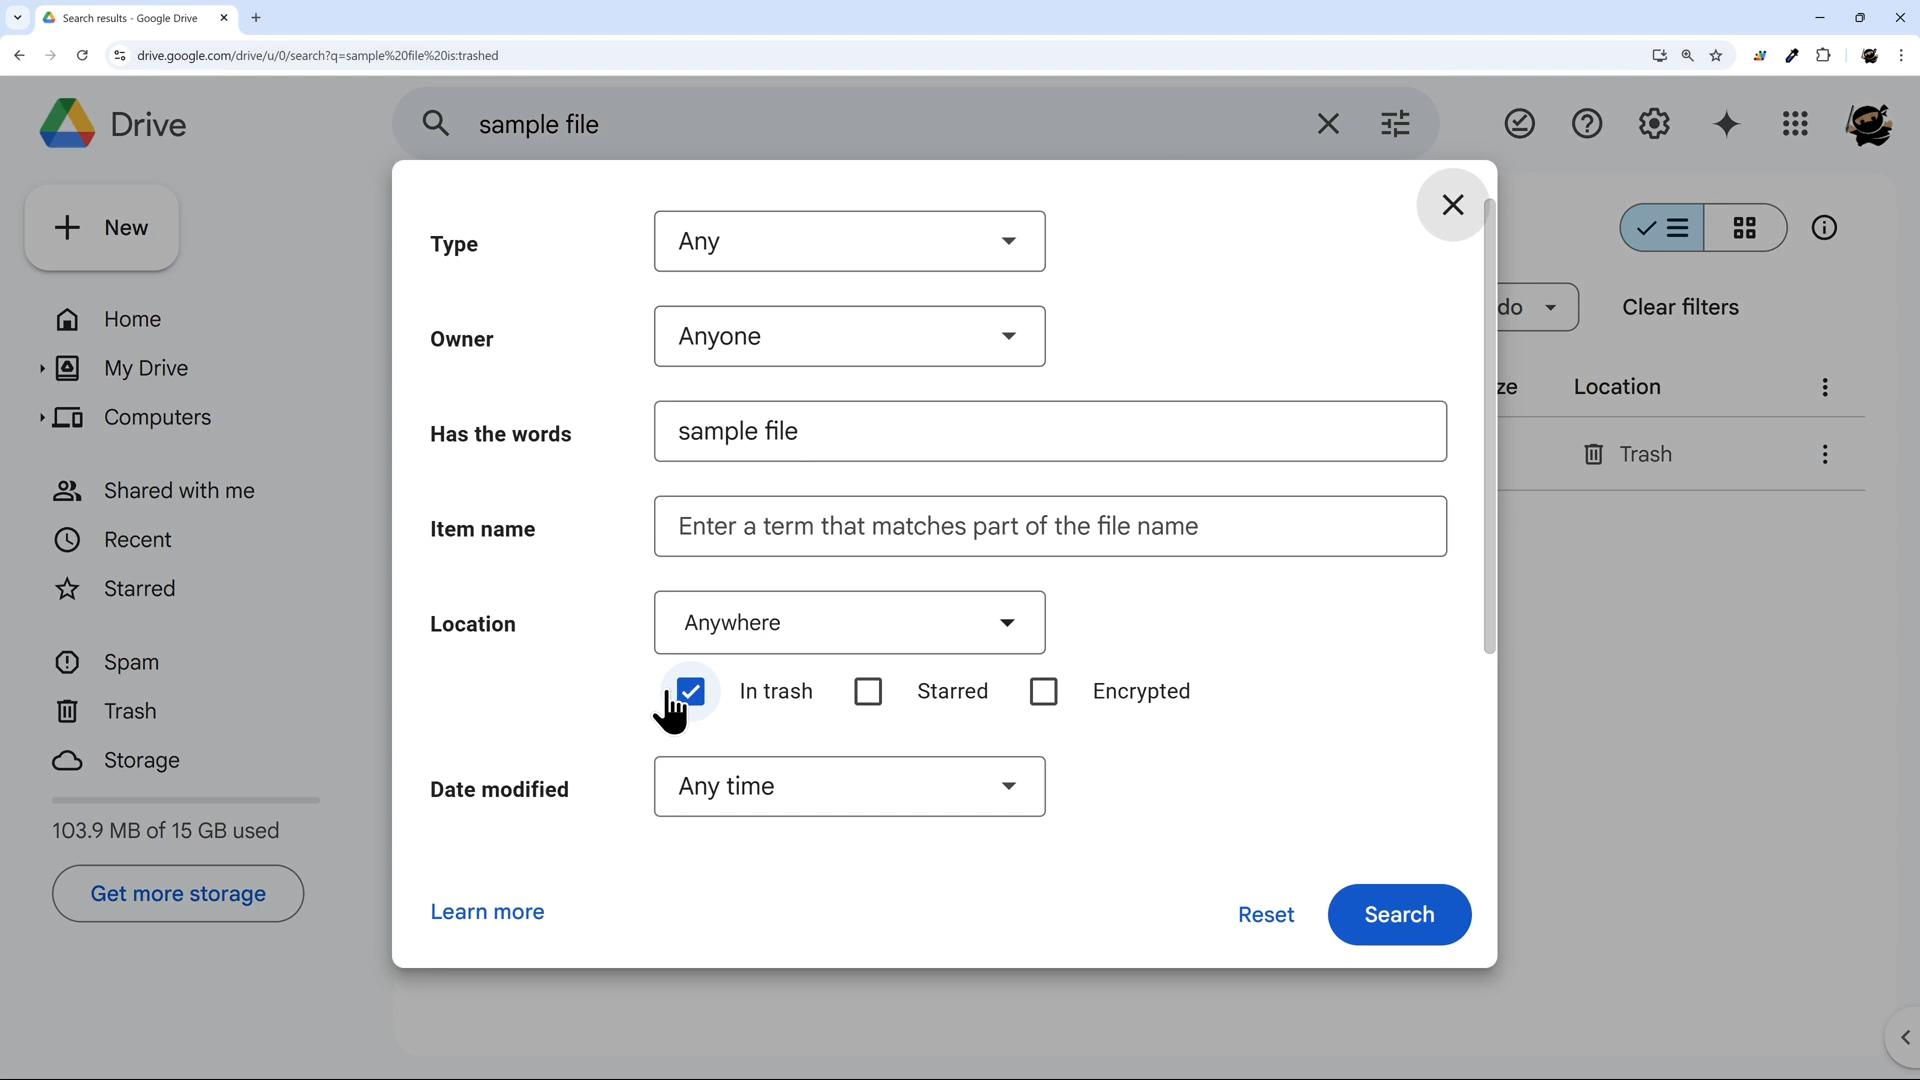 Search results - Google Drive
drive.google.com/drive/u/0/search?q=sample%20file%20is:trashed
Drive
sample file
New
Home
My Drive
Computers
Shared with me
Recent
Starred
Spam
Trash
Storage
103.9 MB of 15 GB used
Get more storage
Type
Any
Owner
Anyone
Has the words
sample file
Item name
Enter a term that matches part of the file name
Location
Anywhere
In trash
Starred
Encrypted
Date modified
Any time
Learn more
Reset
Search
do
Clear filters
ze
Location
Trash